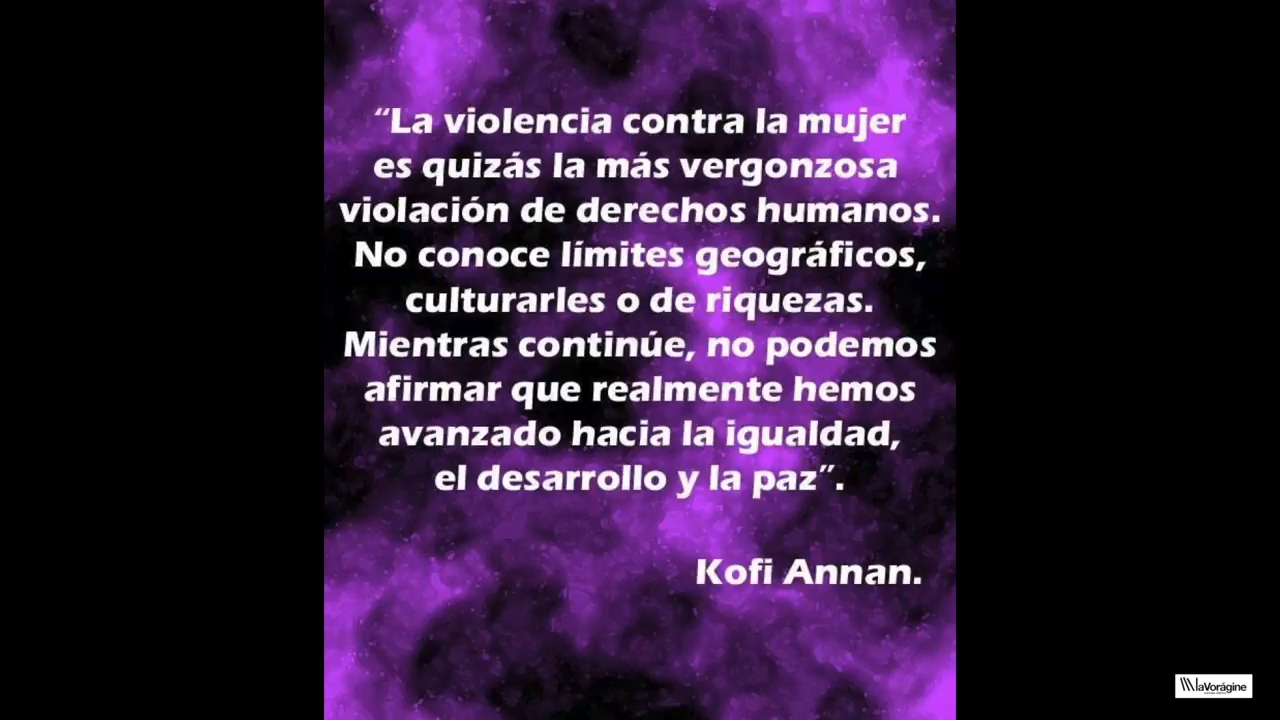 “La violencia contra la mujer
es quizás la más vergonzosa
violación de derechos humanos.
No conoce límites geográficos,
culturarles o de riquezas.
Mientras continúe, no podemos
afirmar que realmente hemos
avanzado hacia la igualdad,
el desarrollo y la paz”.
Kofi Annan.
laVorágine